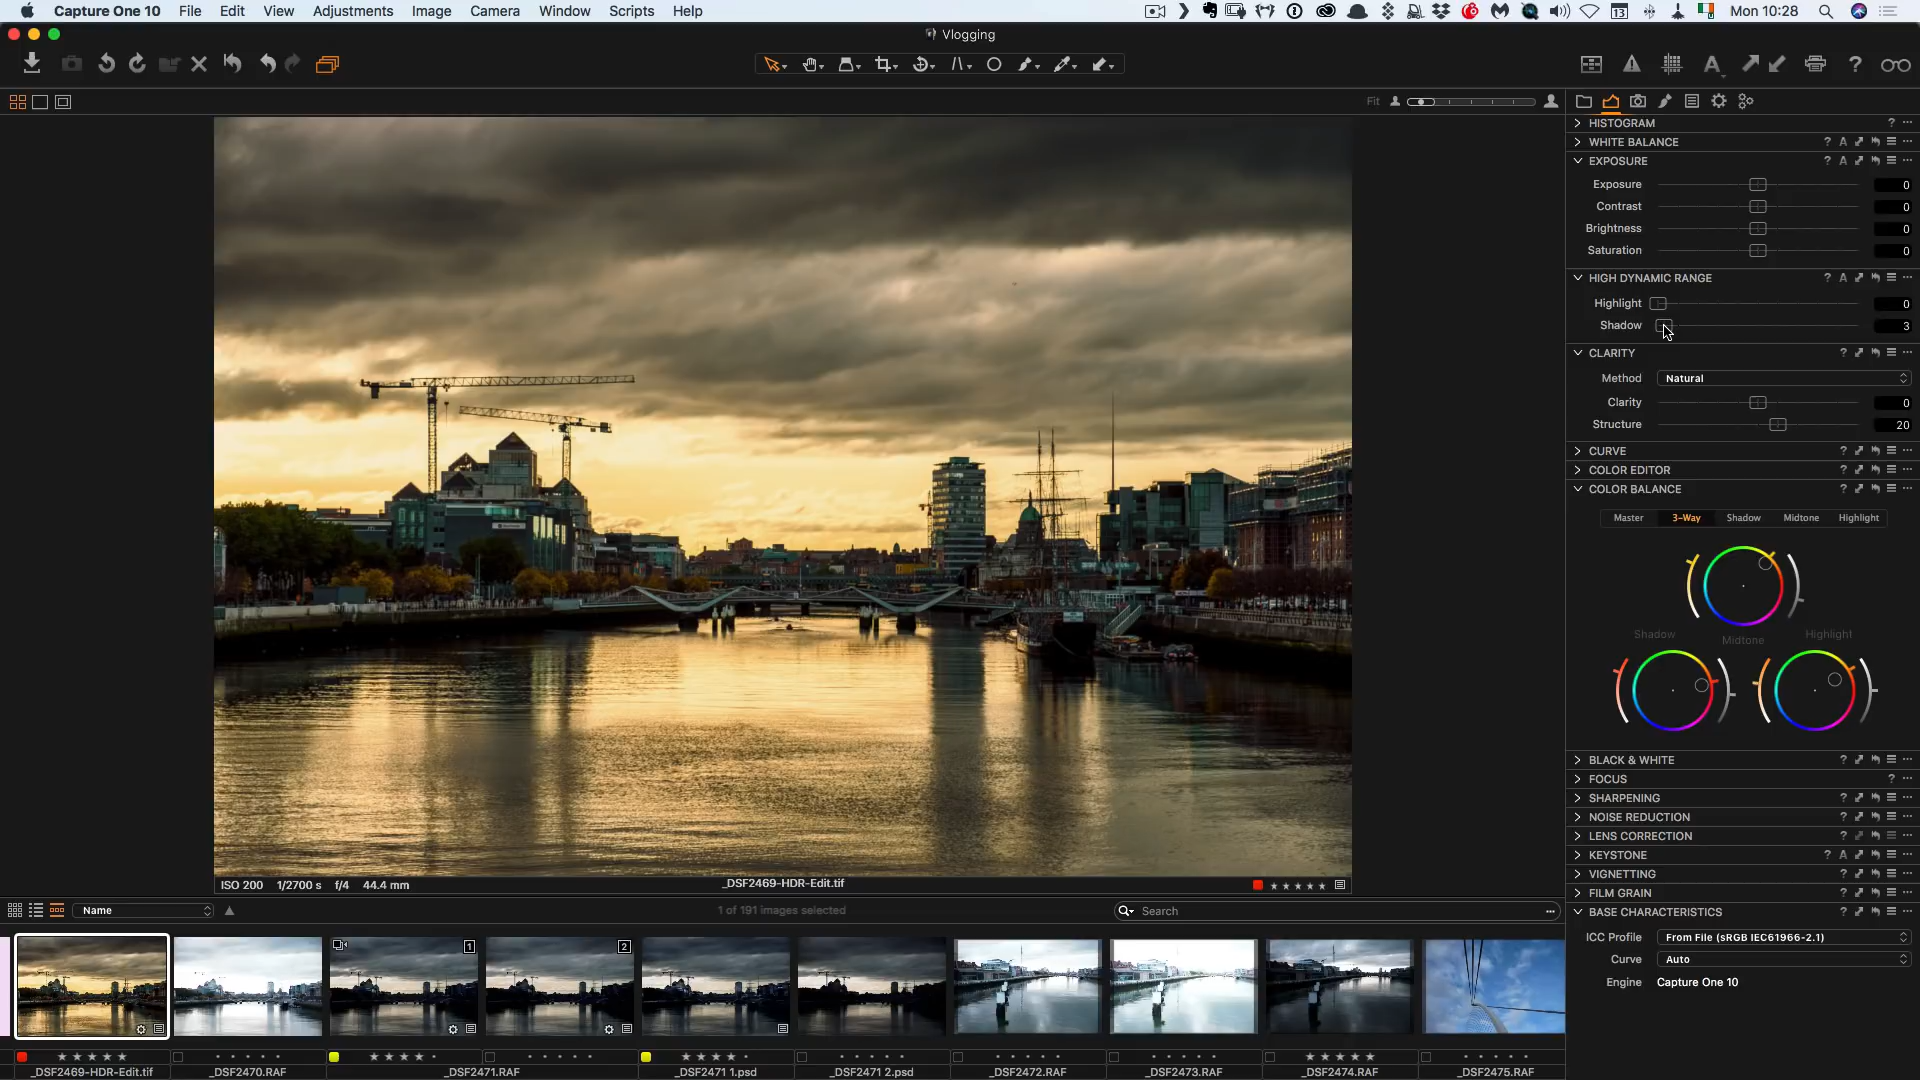 Capture One 10 File Edit View Adjustments Image Camera Window Scripts Help 13 Mon 10:28
Vlogging
Fit
HISTOGRAM
WHITE BALANCE
EXPOSURE
Exposure 0
Contrast 0
Brightness 0
Saturation 0
HIGH DYNAMIC RANGE
Highlight 0
Shadow 3
CLARITY
Method Natural
Clarity 0
Structure 20
CURVE
COLOR EDITOR
COLOR BALANCE
Master 3-Way Shadow Midtone Highlight
Shadow Midtone Highlight
BLACK & WHITE
FOCUS
SHARPENING
NOISE REDUCTION
LENS CORRECTION
KEYSTONE
VIGNETTING
FILM GRAIN
BASE CHARACTERISTICS
ICC Profile From File (sRGB IEC61966-2.1)
Curve Auto
Engine Capture One 10
ISO 200 1/2700 s f/4 44.4 mm _DSF2469-HDR-Edit.tif
Name 1 of 191 images selected Search
1 2
_DSF2469-HDR-Edit.tif _DSF2470.RAF _DSF2471.RAF _DSF2471 1.psd _DSF2471 2.psd _DSF2472.RAF _DSF2473.RAF _DSF2474.RAF _DSF2475.RAF